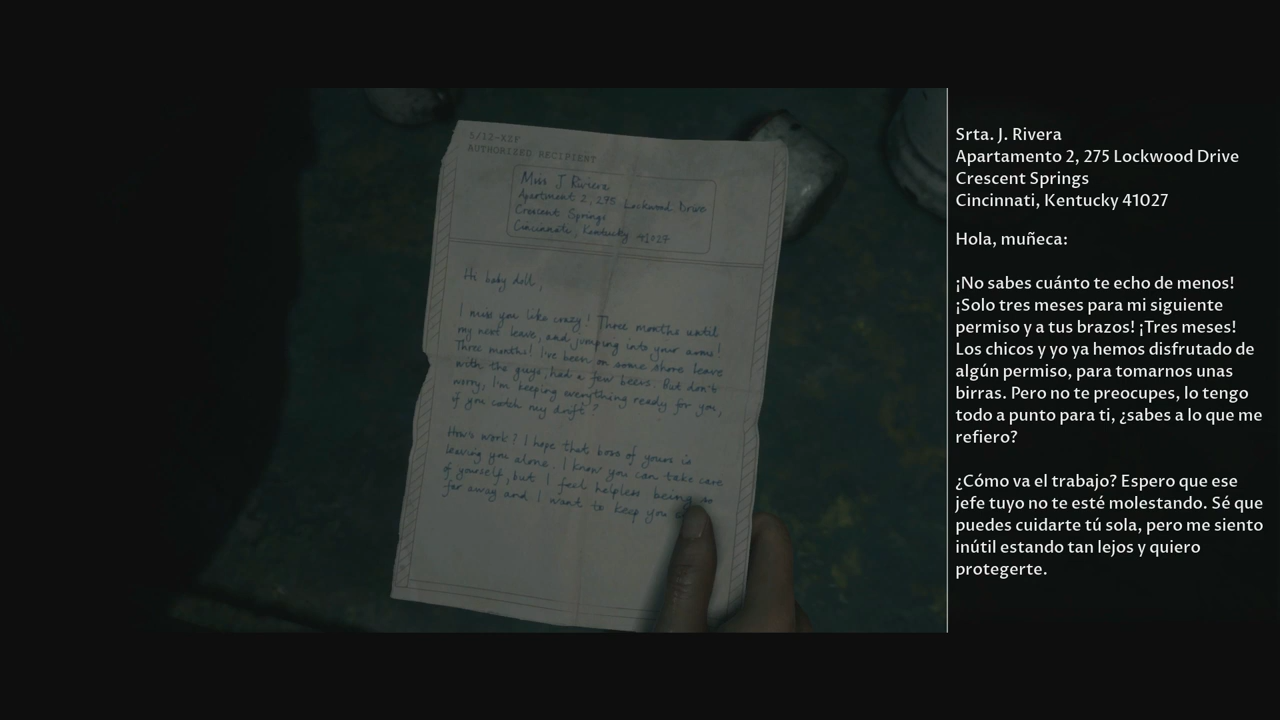 5/12-KZF
AUTHORIZED RECIPIENT
Miss J Rivera
Apartment 2, 275 Lockwood Drive
Crescent Springs
Cincinnati, Kentucky 41027
Hi baby doll,
I miss you like crazy! Three months until
my next leave, and jumping into your arms!
Three months! I've been on some shore leave
with the guys, had a few beers. But don't
worry, I'm keeping everything ready for you,
if you catch my drift?
How's work? I hope that boss of yours is
leaving you alone. I know you can take care
of yourself, but I feel helpless being so
far away and I want to keep you
Srta. J. Rivera
Apartamento 2, 275 Lockwood Drive
Crescent Springs
Cincinnati, Kentucky 41027
Hola, muñeca:
¡No sabes cuánto te echo de menos!
¡Solo tres meses para mi siguiente
permiso y a tus brazos! ¡Tres meses!
Los chicos y yo ya hemos disfrutado de
algún permiso, para tomarnos unas
birras. Pero no te preocupes, lo tengo
todo a punto para ti, ¿sabes a lo que me
refiero?
¿Cómo va el trabajo? Espero que ese
jefe tuyo no te esté molestando. Sé que
puedes cuidarte tú sola, pero me siento
inútil estando tan lejos y quiero
protegerte.